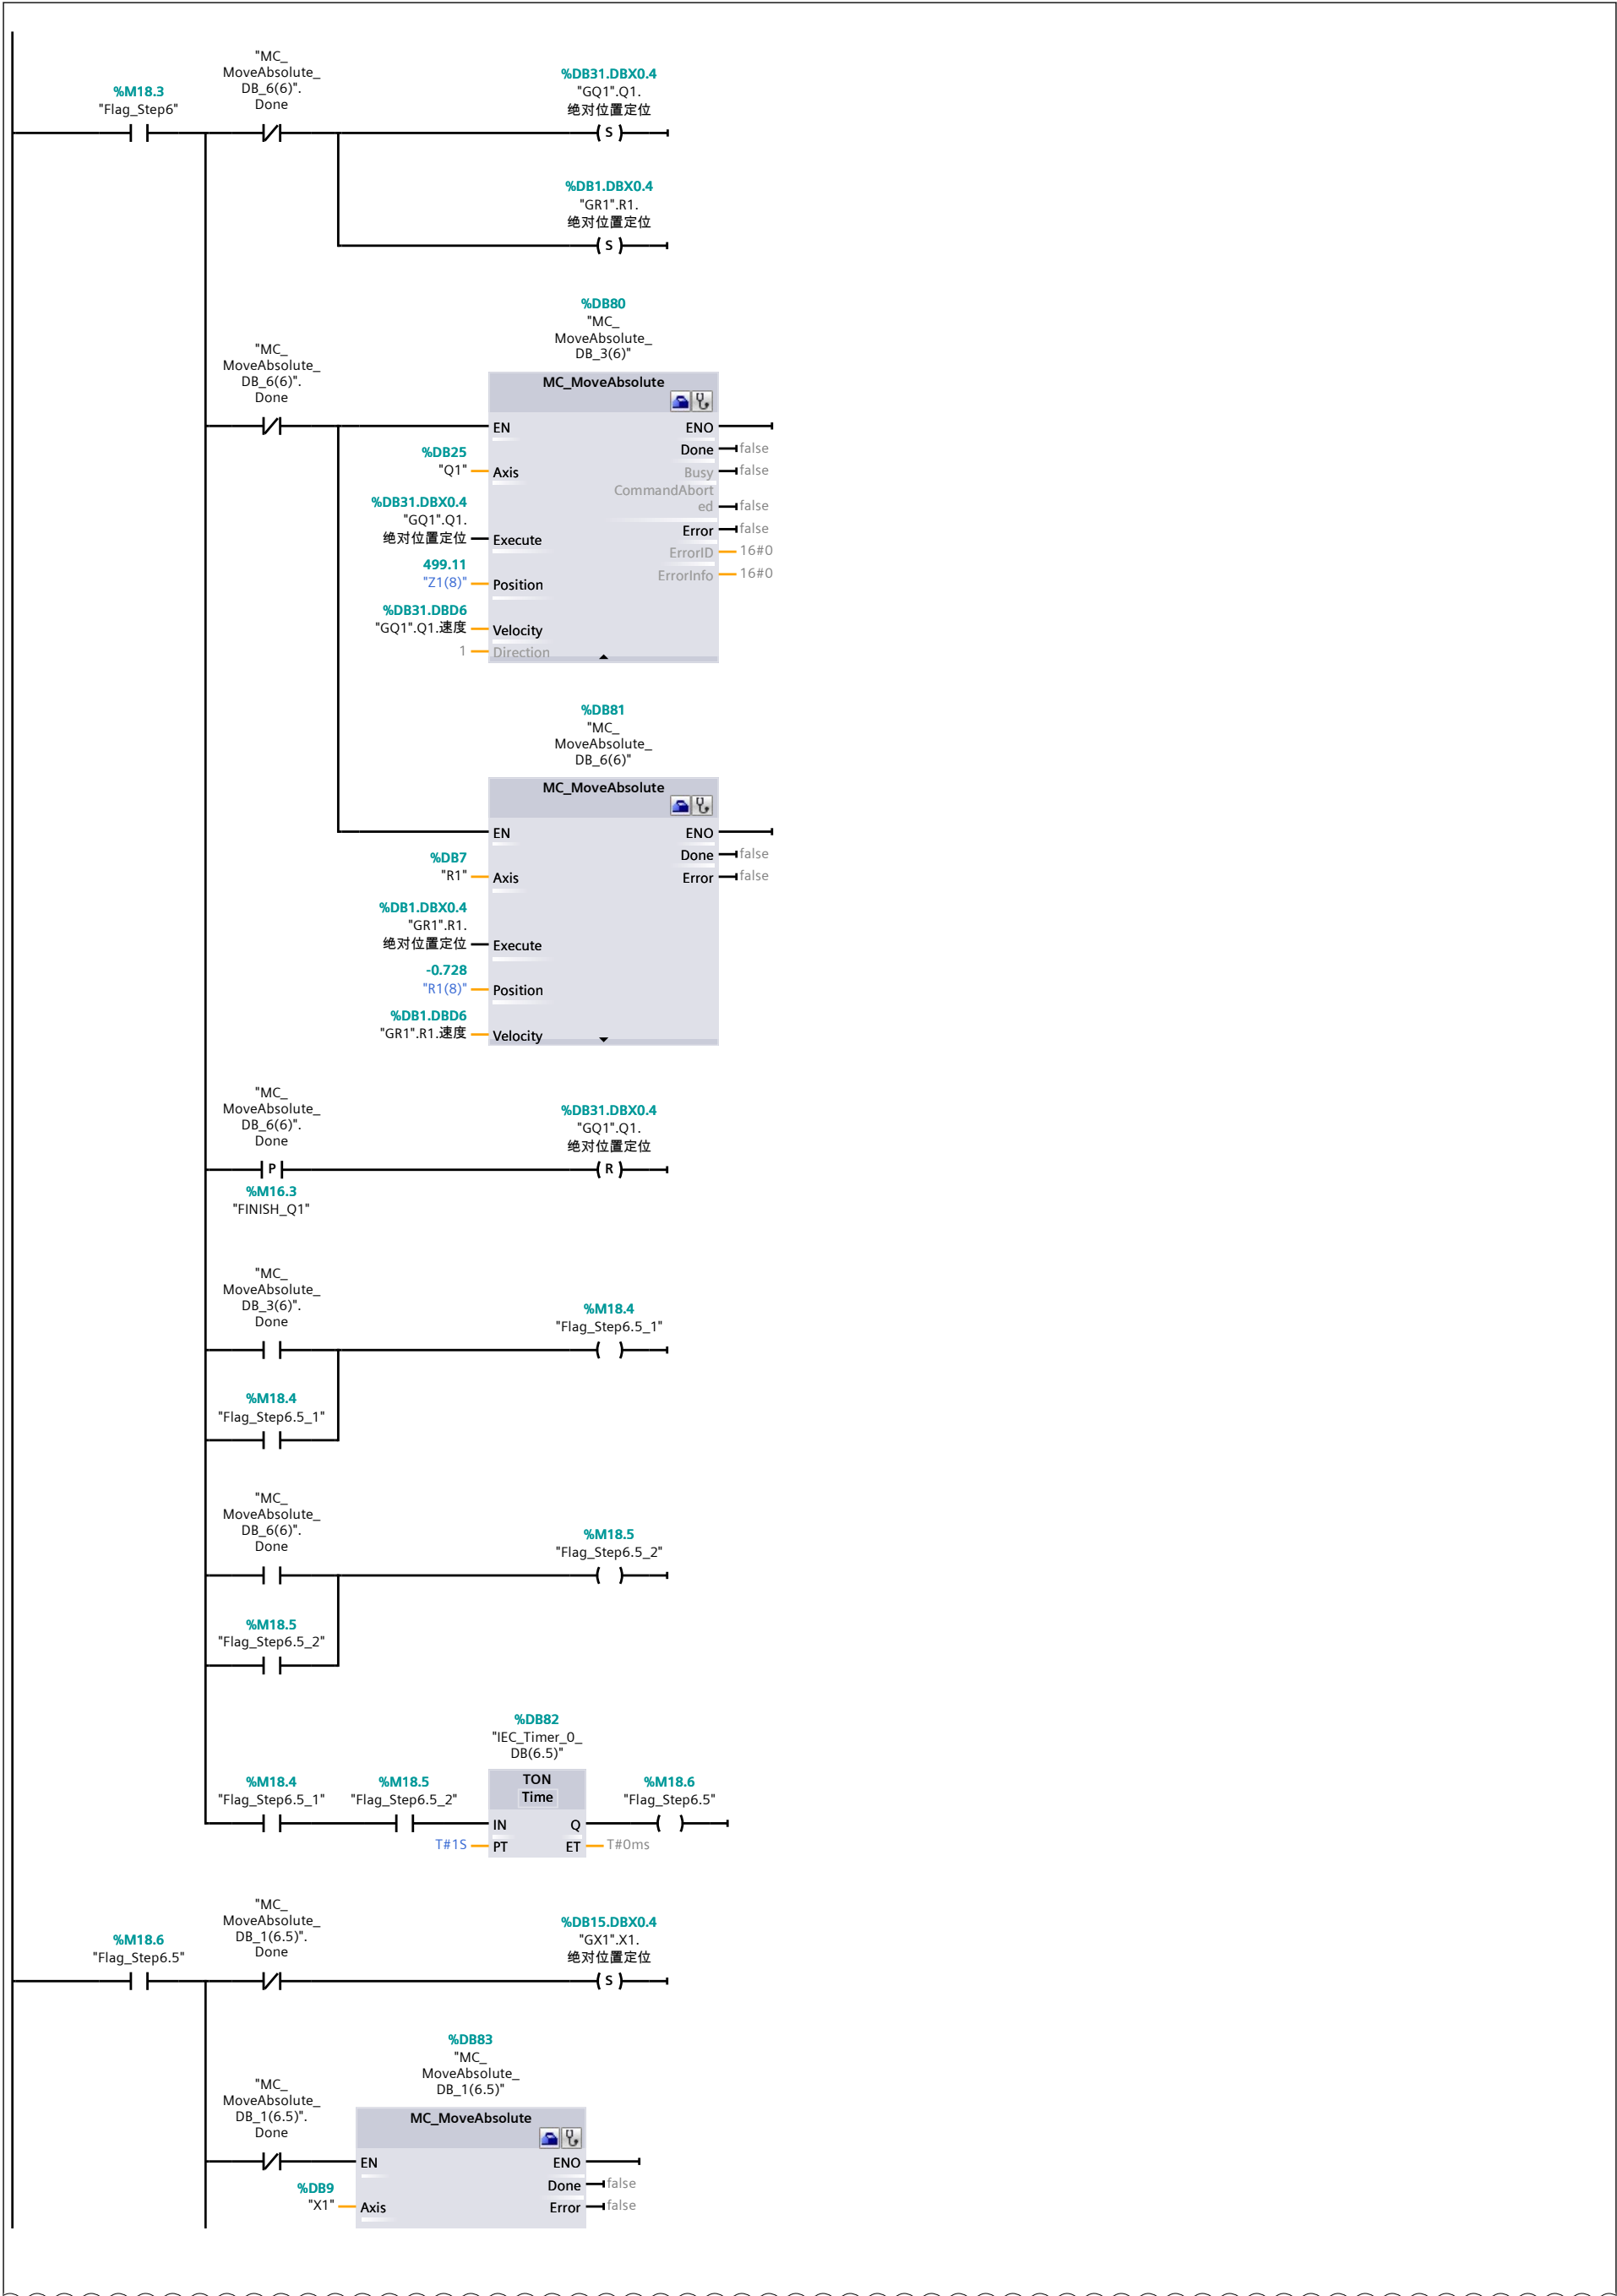 "MC_
MoveAbsolute_
DB_6(6)".
Done
%M18.3
"Flag_Step6"
%DB31.DBX0.4
"GQ1".Q1.
绝对位置定位
S
%DB1.DBX0.4
"GR1".R1.
绝对位置定位
S
%DB80
"MC_
MoveAbsolute_
DB_3(6)"
"MC_
MoveAbsolute_
DB_6(6)".
Done
MC_MoveAbsolute
EN ENO
Done false
%DB25
"Q1" Axis
Busy false
CommandAbort
ed false
%DB31.DBX0.4
"GQ1".Q1.
绝对位置定位 Execute
Error false
ErrorID 16#0
499.11
"Z1(8)" Position
ErrorInfo 16#0
%DB31.DBD6
"GQ1".Q1.速度 Velocity
1 Direction
%DB81
"MC_
MoveAbsolute_
DB_6(6)"
MC_MoveAbsolute
EN ENO
Done false
%DB7
"R1" Axis
Error false
%DB1.DBX0.4
"GR1".R1.
绝对位置定位 Execute
-0.728
"R1(8)" Position
%DB1.DBD6
"GR1".R1.速度 Velocity
"MC_
MoveAbsolute_
DB_6(6)".
Done
P
%M16.3
"FINISH_Q1"
%DB31.DBX0.4
"GQ1".Q1.
绝对位置定位
R
"MC_
MoveAbsolute_
DB_3(6)".
Done
%M18.4
"Flag_Step6.5_1"
%M18.4
"Flag_Step6.5_1"
"MC_
MoveAbsolute_
DB_6(6)".
Done
%M18.5
"Flag_Step6.5_2"
%M18.5
"Flag_Step6.5_2"
%DB82
"IEC_Timer_0_
DB(6.5)"
%M18.4
"Flag_Step6.5_1"
%M18.5
"Flag_Step6.5_2"
TON
Time
%M18.6
"Flag_Step6.5"
IN Q
T#1S PT ET T#0ms
"MC_
MoveAbsolute_
DB_1(6.5)".
Done
%M18.6
"Flag_Step6.5"
%DB15.DBX0.4
"GX1".X1.
绝对位置定位
S
%DB83
"MC_
MoveAbsolute_
DB_1(6.5)"
"MC_
MoveAbsolute_
DB_1(6.5)".
Done
MC_MoveAbsolute
EN ENO
Done false
%DB9
"X1" Axis
Error false